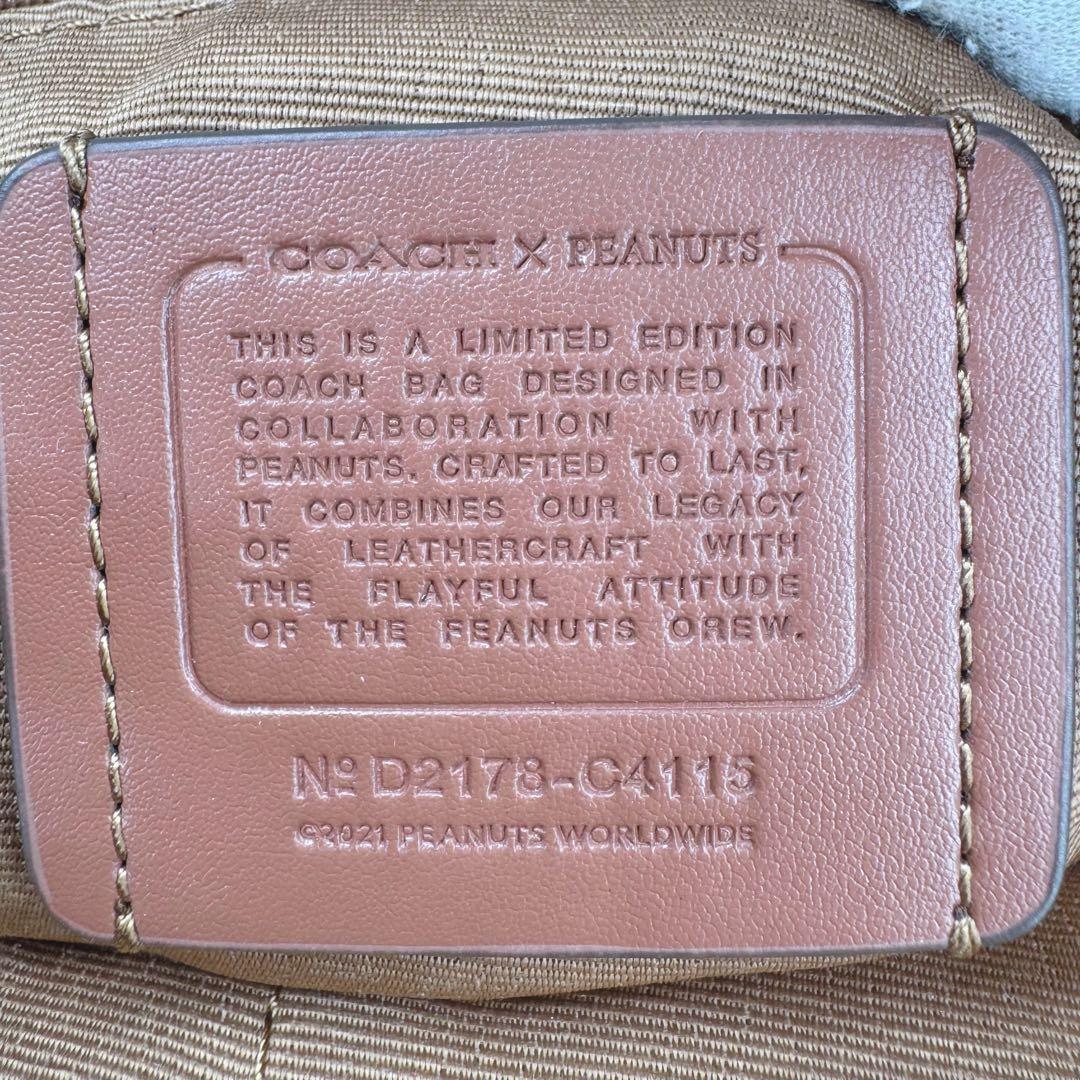 COACH × PEANUTS
THIS IS A LIMITED EDITION
COACH BAG DESIGNED IN
COLLABORATION WITH
PEANUTS. CRAFTED TO LAST,
IT COMBINES OUR LEGACY
OF LEATHERCRAFT WITH
THE PLAYFUL ATTITUDE
OF THE PEANUTS CREW.
Nº D2178-C4115
©2021 PEANUTS WORLDWIDE